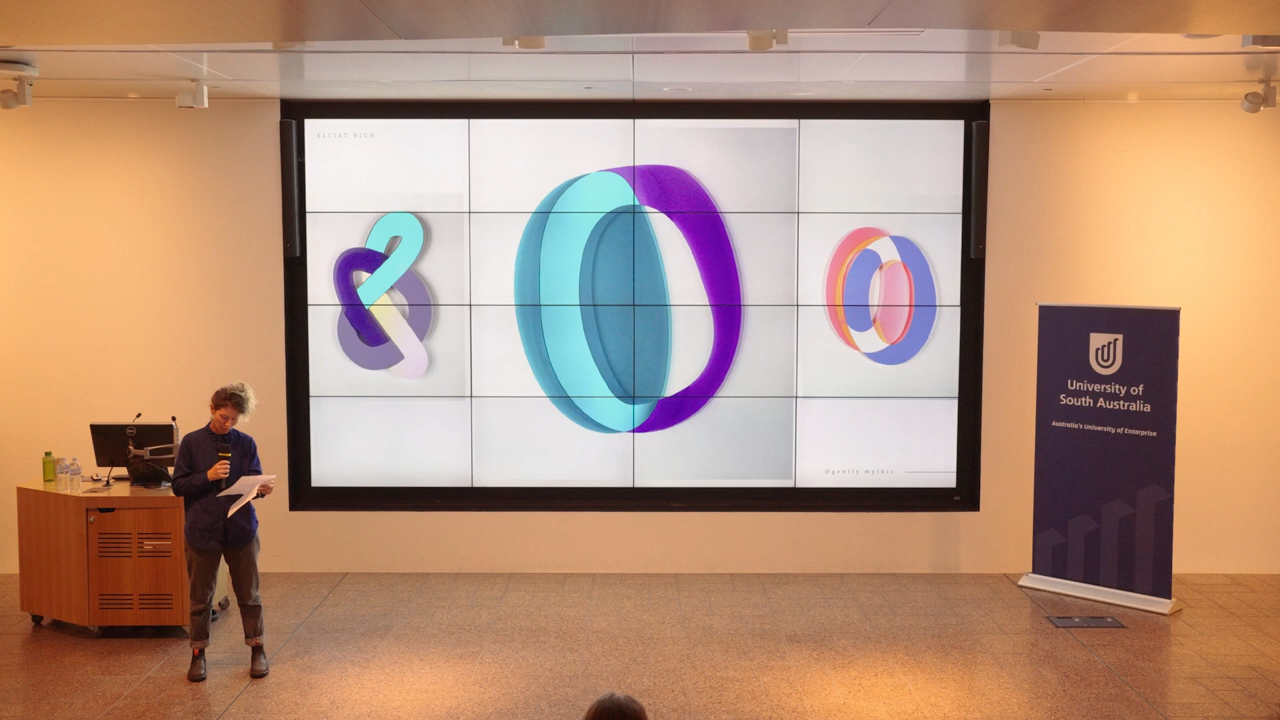 ELLIAT RICH
@gently.mythic
University of
South Australia
Australia's University of Enterprise